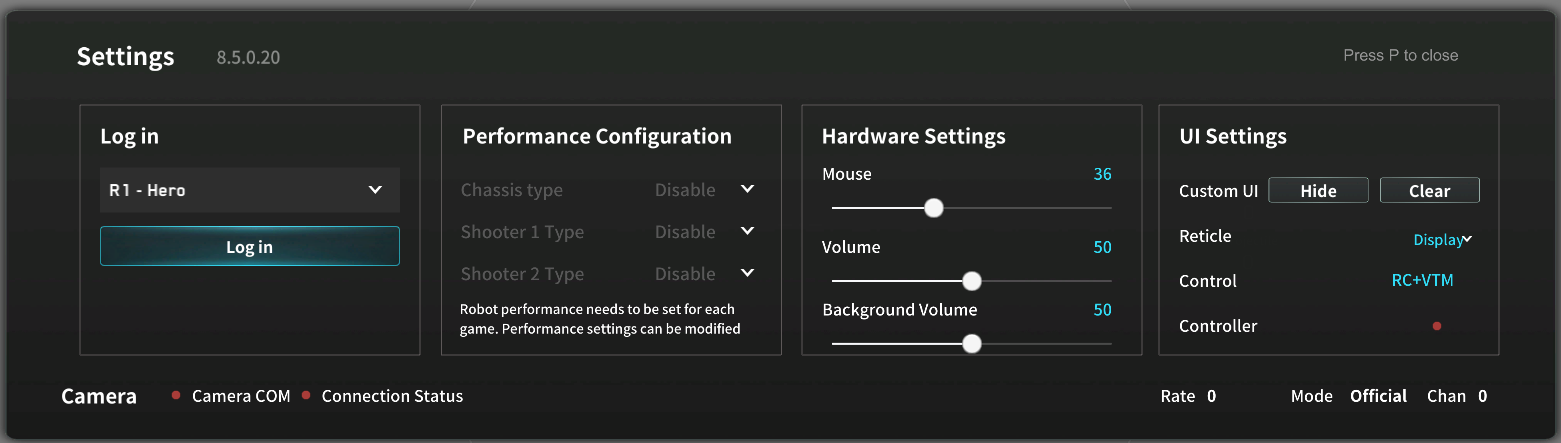 Settings 8.5.0.20 Press P to close
Log in
R1 - Hero
Log in
Performance Configuration
Chassis type Disable
Shooter 1 Type Disable
Shooter 2 Type Disable
Robot performance needs to be set for each
game. Performance settings can be modified
Hardware Settings
Mouse 36
Volume 50
Background Volume 50
UI Settings
Custom UI Hide Clear
Reticle Display
Control RC+VTM
Controller
Camera Camera COM Connection Status Rate 0 Mode Official Chan 0